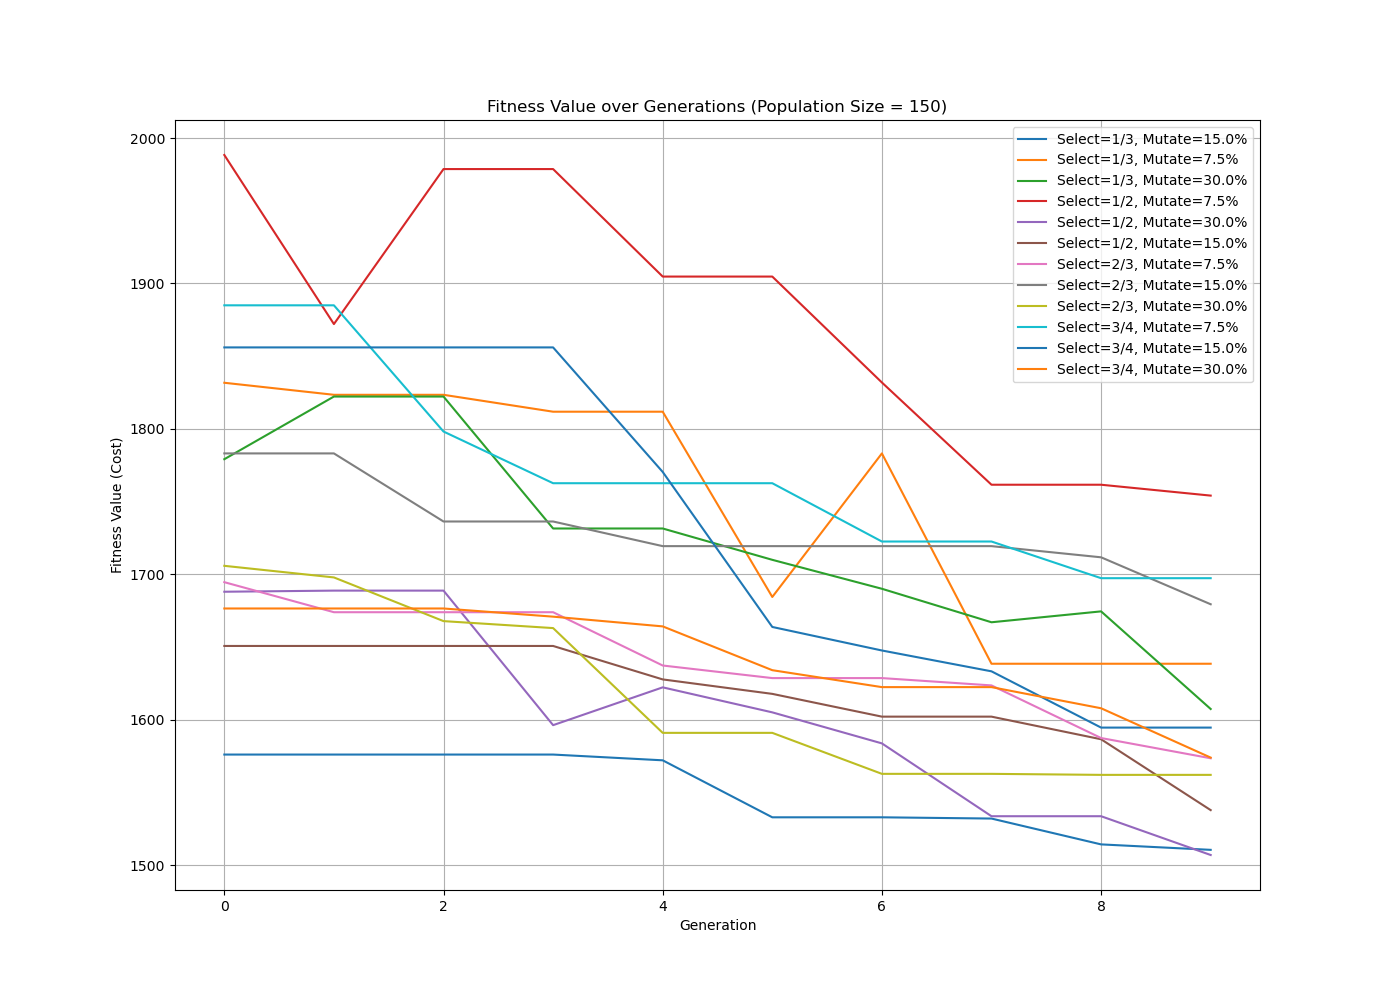 Fitness Value over Generations (Population Size = 150)
2000
1900
1800
1700
1600
1500
Fitness Value (Cost)
Select=1/3, Mutate=15.0%
Select=1/3, Mutate=7.5%
Select=1/3, Mutate=30.0%
Select=1/2, Mutate=7.5%
Select=1/2, Mutate=30.0%
Select=1/2, Mutate=15.0%
Select=2/3, Mutate=7.5%
Select=2/3, Mutate=15.0%
Select=2/3, Mutate=30.0%
Select=3/4, Mutate=7.5%
Select=3/4, Mutate=15.0%
Select=3/4, Mutate=30.0%
0 2 4 6 8
Generation